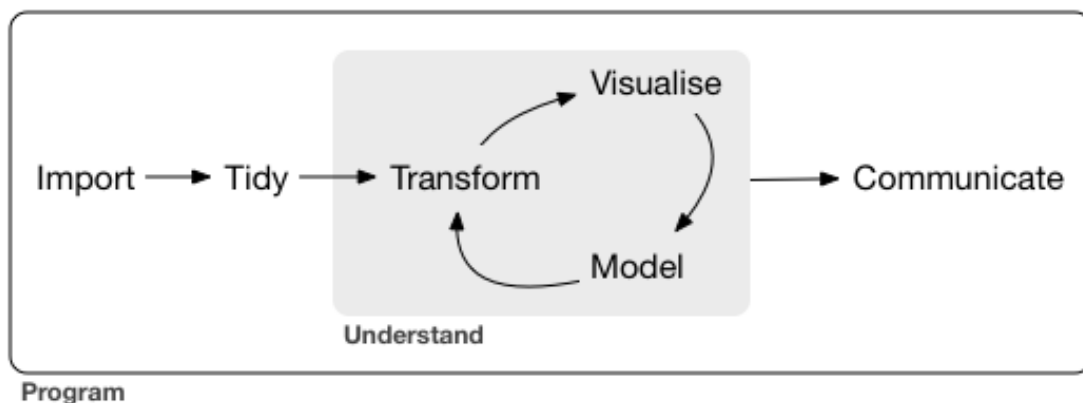 Visualise
Import
Tidy
Transform
Communicate
Model
Understand
Program